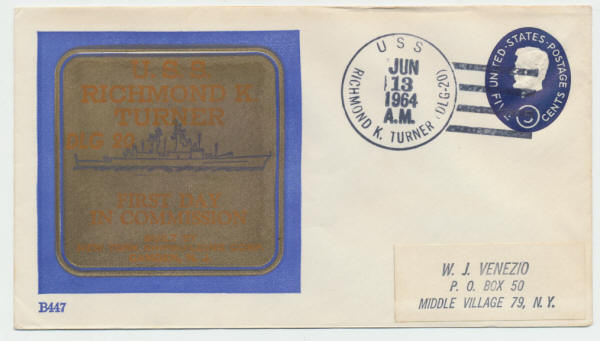 U.S.S.
RICHMOND K.
TURNER
DLG 20
FIRST DAY
IN COMMISSION
B447
USS
RICHMOND K. TURNER (DLG-20)
JUN
13
1964
A.M.
UNITED·STATES·POSTAGE
FIVE CENTS
5
W. J. VENEZIO
P. O. BOX 50
MIDDLE VILLAGE 79, N. Y.